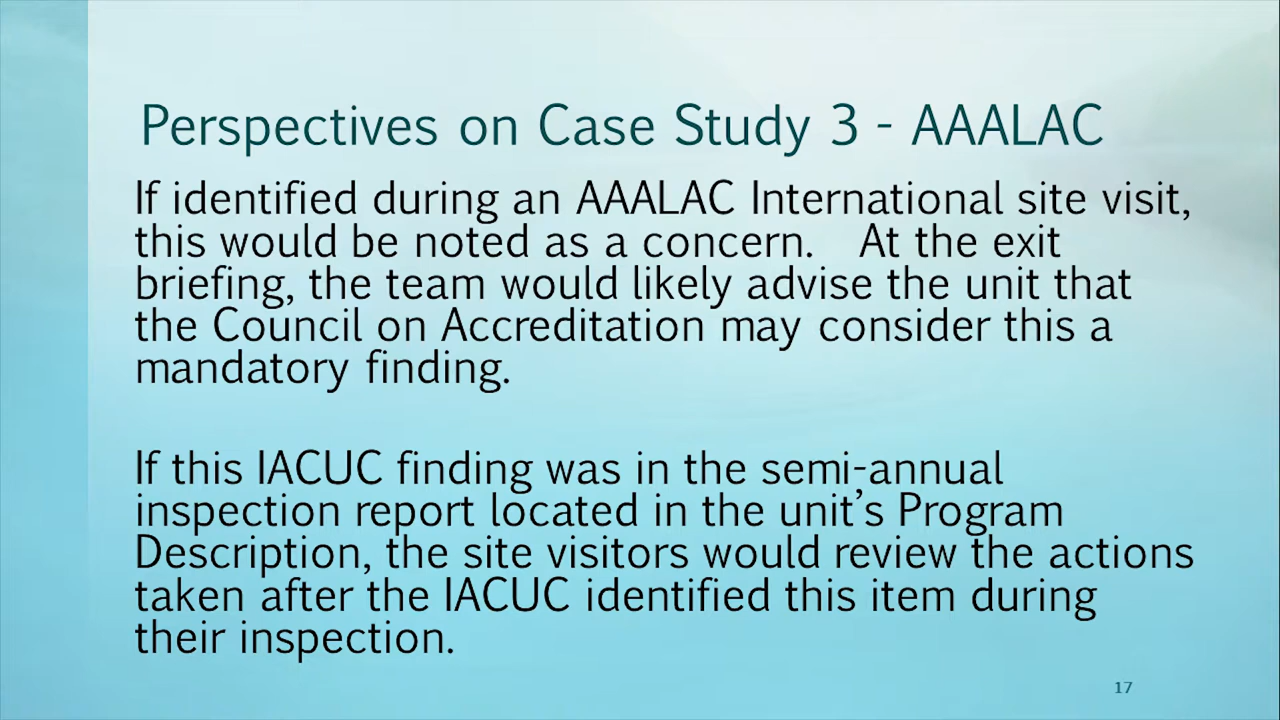 Perspectives on Case Study 3 - AAALAC
If identified during an AAALAC International site visit,
this would be noted as a concern.   At the exit
briefing, the team would likely advise the unit that
the Council on Accreditation may consider this a
mandatory finding.
If this IACUC finding was in the semi-annual
inspection report located in the unit’s Program
Description, the site visitors would review the actions
taken after the IACUC identified this item during
their inspection.
17